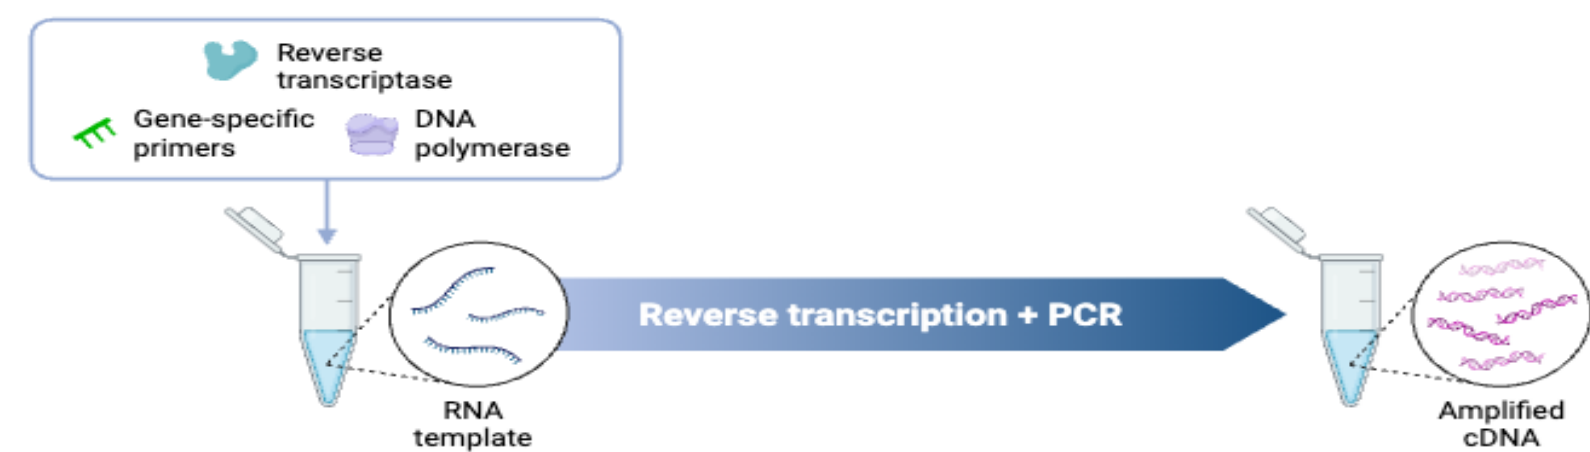 Reverse
transcriptase
Gene-specific
primers
DNA
polymerase
Reverse transcription + PCR
RNA
template
Amplified
cDNA